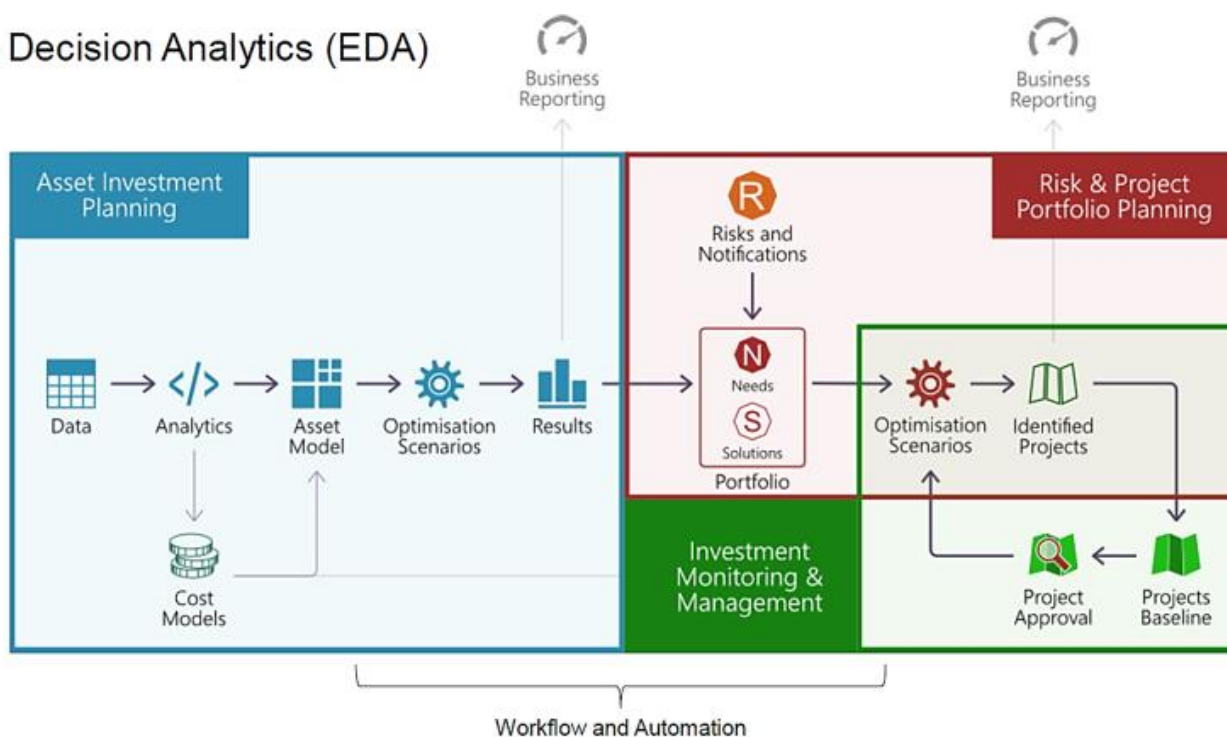 Decision Analytics (EDA)
Business
Reporting
Business
Reporting
Asset Investment
Planning
Risk & Project
Portfolio Planning
R
Risks and
Notifications
N
Needs
S
Solutions
Portfolio
Data
</>
Analytics
Asset
Model
Optimisation
Scenarios
Results
Optimisation
Scenarios
Identified
Projects
Cost
Models
Investment
Monitoring &
Management
Project
Approval
Projects
Baseline
Workflow and Automation